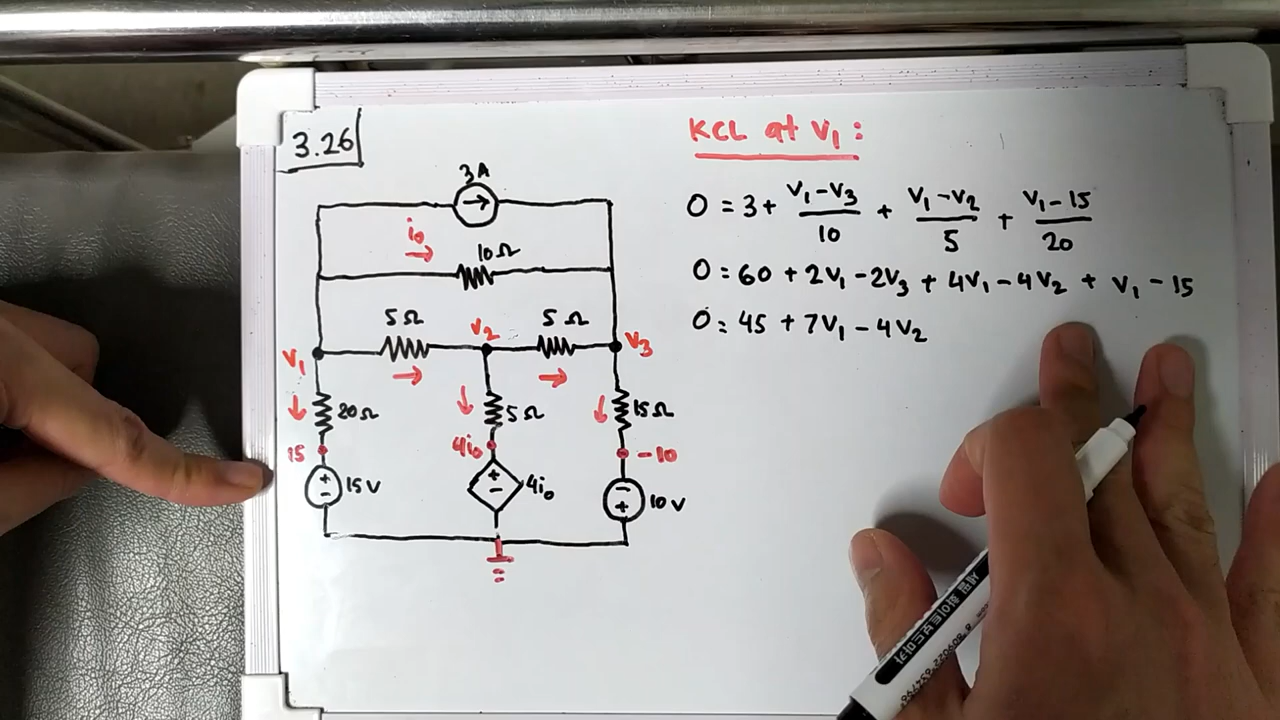 3.26
KCL at V₁:
3A
i₀
10Ω
5Ω
V₂
5Ω
V₁
V₃
20Ω
5Ω
15Ω
15
4i₀
-10
15V
4i₀
10V
+
-
+
-
-
+
0 = 3 + (V₁-V₃)/10 + (V₁-V₂)/5 + (V₁-15)/20
0 = 60 + 2V₁ - 2V₃ + 4V₁ - 4V₂ + V₁ - 15
0 = 45 + 7V₁ - 4V₂